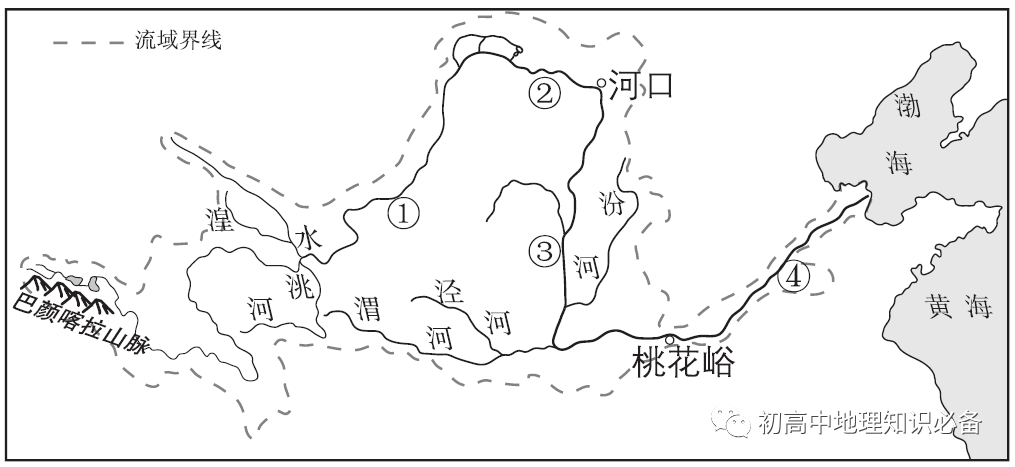 流域界线
河口
②
渤海
湟水
①
汾河
③
洮河
渭河
泾河
④
黄海
巴颜喀拉山脉
桃花峪
初高中地理知识必备